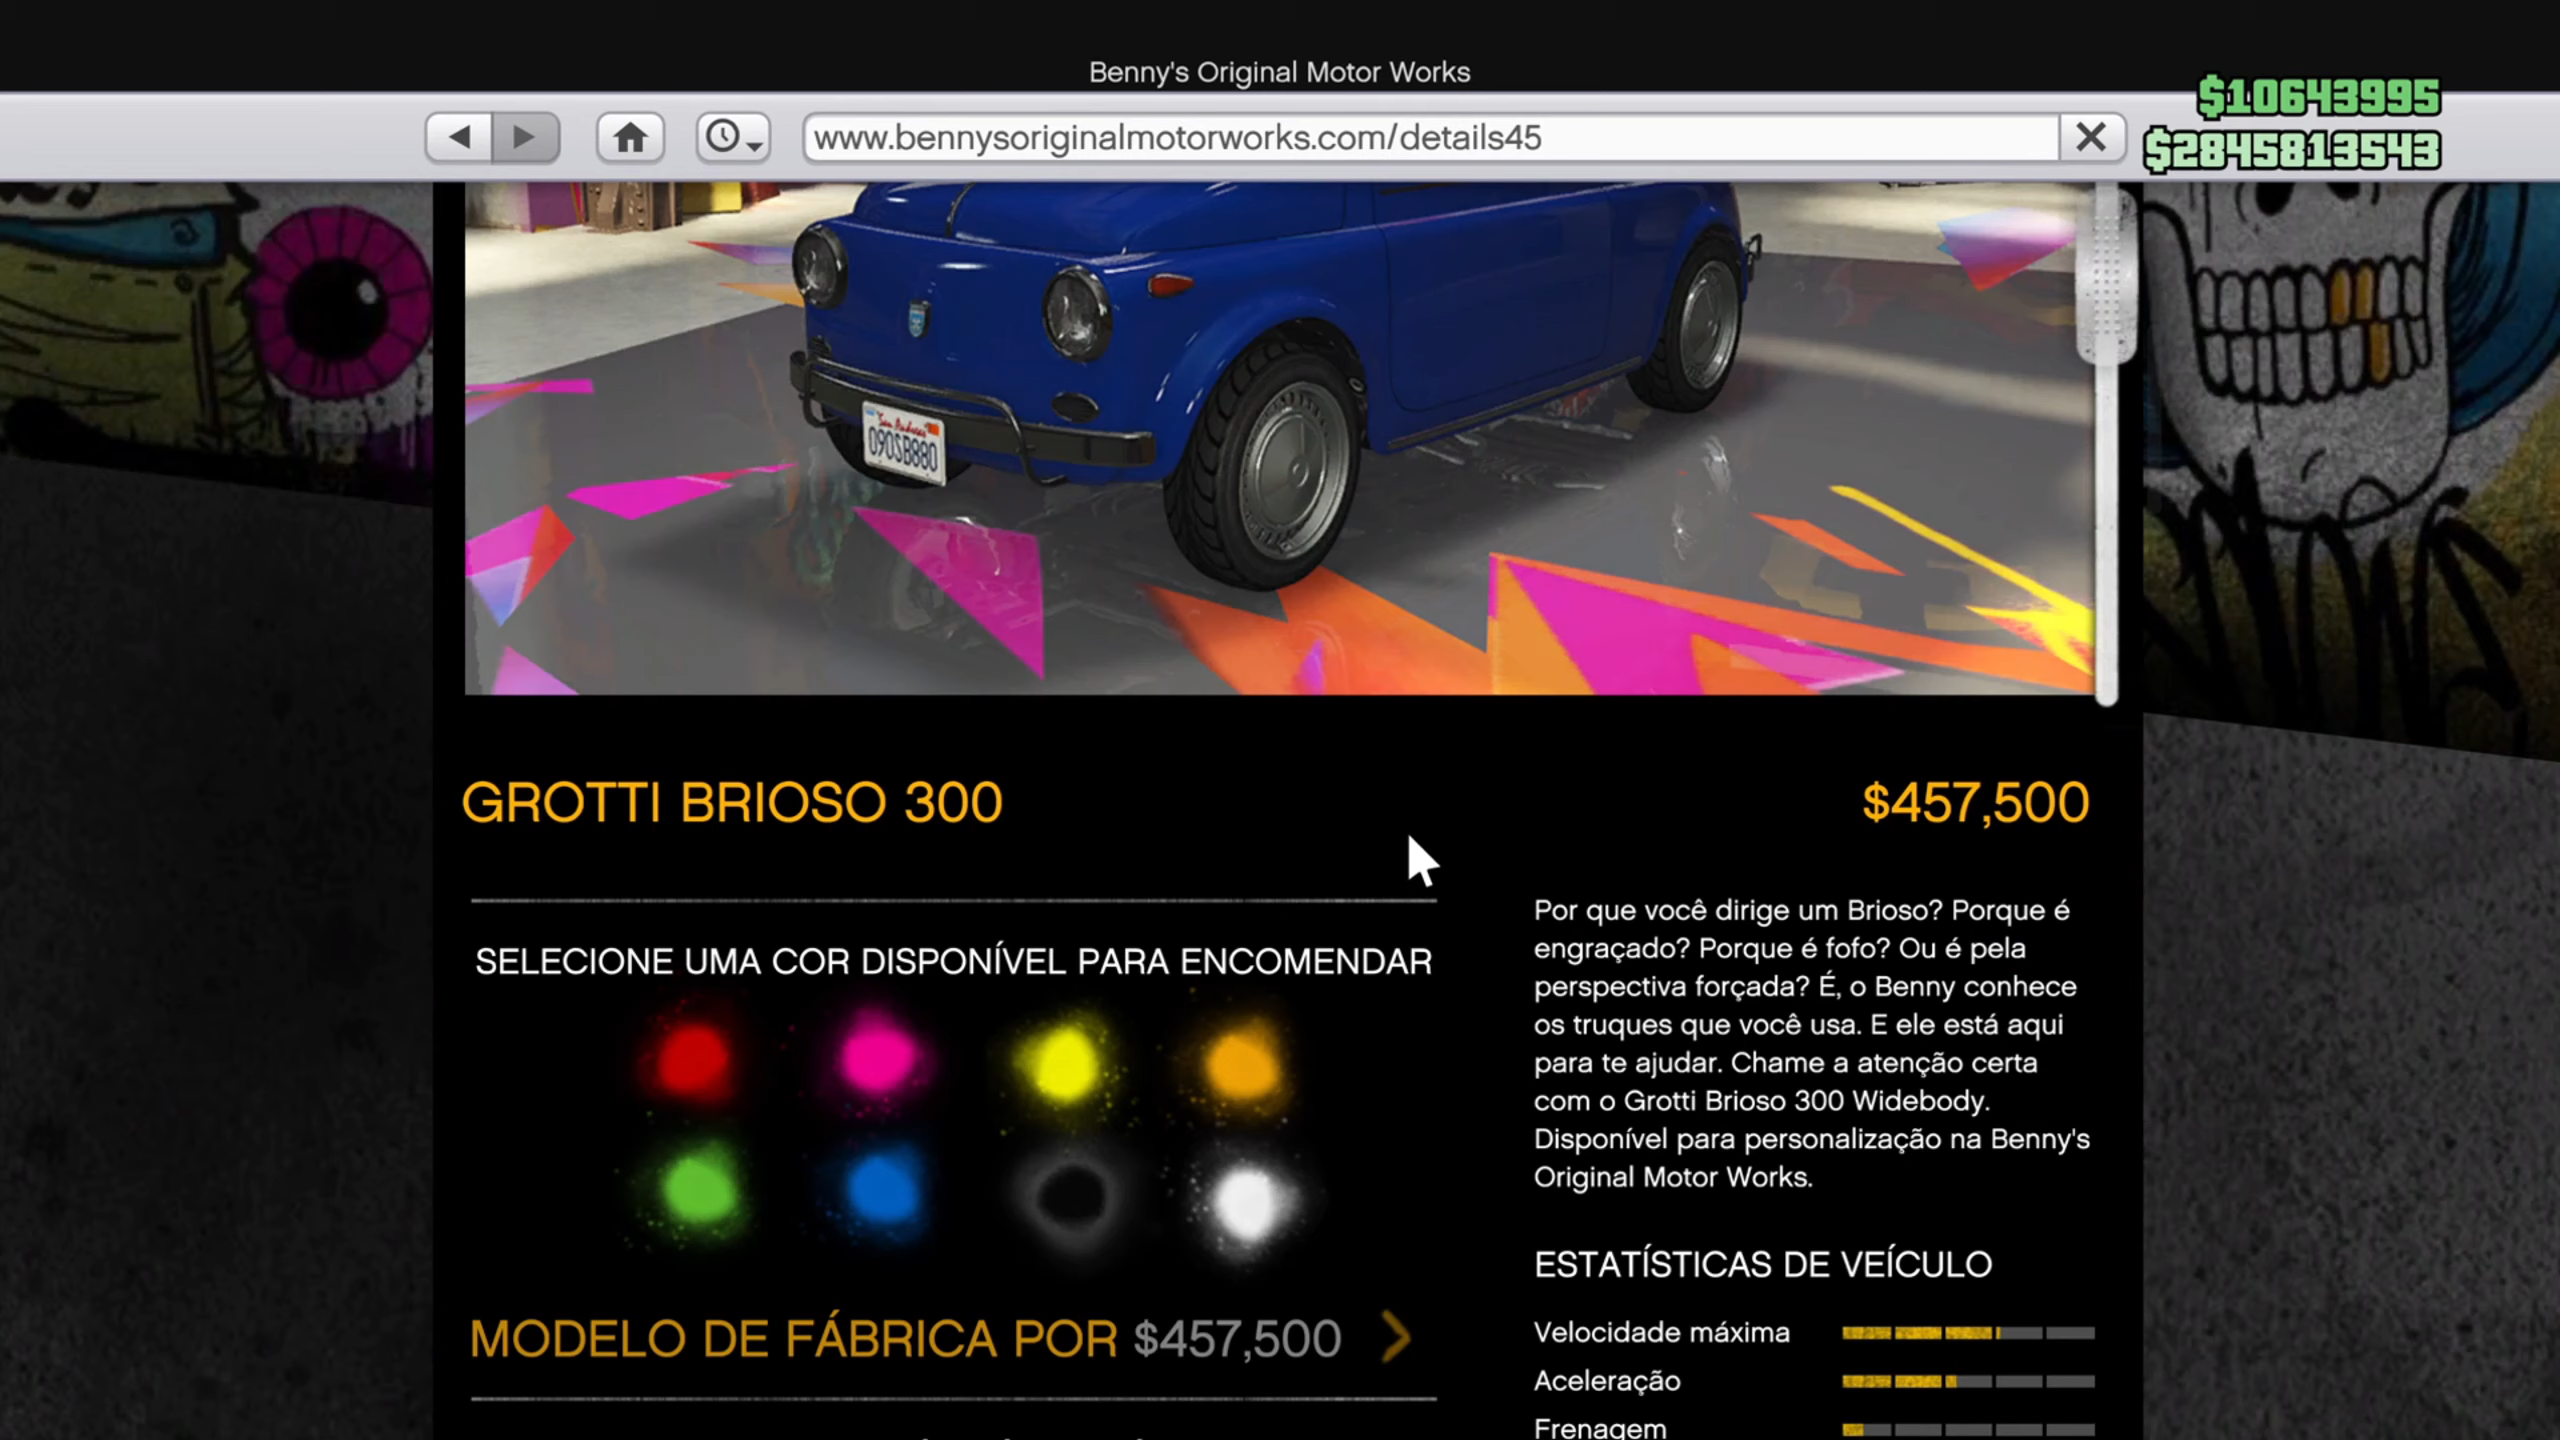 Benny's Original Motor Works
$10643995
www.bennysoriginalmotorworks.com/details45
$2845813543
San Andreas
090SB880
GROTTI BRIOSO 300
$457,500
SELECIONE UMA COR DISPONÍVEL PARA ENCOMENDAR
MODELO DE FÁBRICA POR $457,500
Por que você dirige um Brioso? Porque é
engraçado? Porque é fofo? Ou é pela
perspectiva forçada? É, o Benny conhece
os truques que você usa. E ele está aqui
para te ajudar. Chame a atenção certa
com o Grotti Brioso 300 Widebody.
Disponível para personalização na Benny's
Original Motor Works.
ESTATÍSTICAS DE VEÍCULO
Velocidade máxima
Aceleração
Frenagem